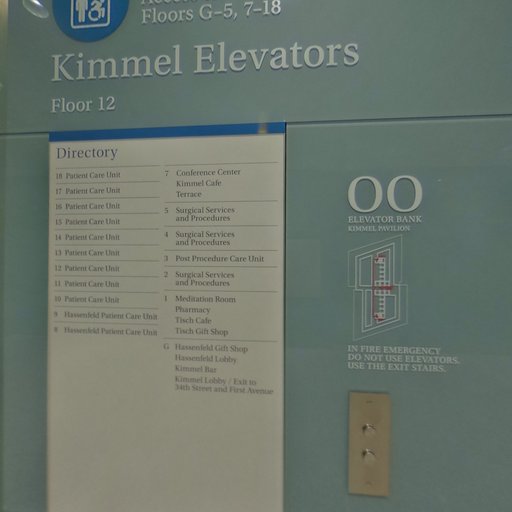 Floors G–5, 7–18
Kimmel Elevators
Floor 12
Directory
18 Patient Care Unit
17 Patient Care Unit
16 Patient Care Unit
15 Patient Care Unit
14 Patient Care Unit
13 Patient Care Unit
12 Patient Care Unit
11 Patient Care Unit
10 Patient Care Unit
9 Hassenfeld Patient Care Unit
8 Hassenfeld Patient Care Unit
7 Conference Center
Kimmel Cafe
Terrace
5 Surgical Services
and Procedures
4 Surgical Services
and Procedures
3 Post Procedure Care Unit
2 Surgical Services
and Procedures
1 Meditation Room
Pharmacy
Tisch Cafe
Tisch Gift Shop
G Hassenfeld Gift Shop
Hassenfeld Lobby
Kimmel Bar
Kimmel Lobby / Exit to
34th Street and First Avenue
OO
ELEVATOR BANK
KIMMEL PAVILION
IN FIRE EMERGENCY
DO NOT USE ELEVATORS.
USE THE EXIT STAIRS.